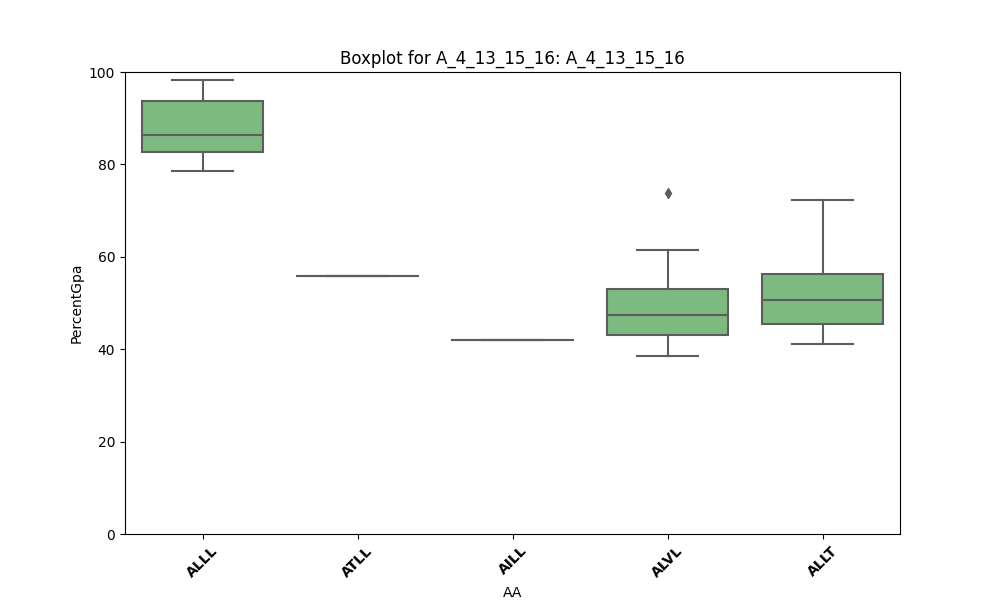 Boxplot for A_4_13_15_16: A_4_13_15_16
100
80
60
40
20
0
PercentGpa
ALLL
ATLL
AILL
ALVL
ALLT
AA